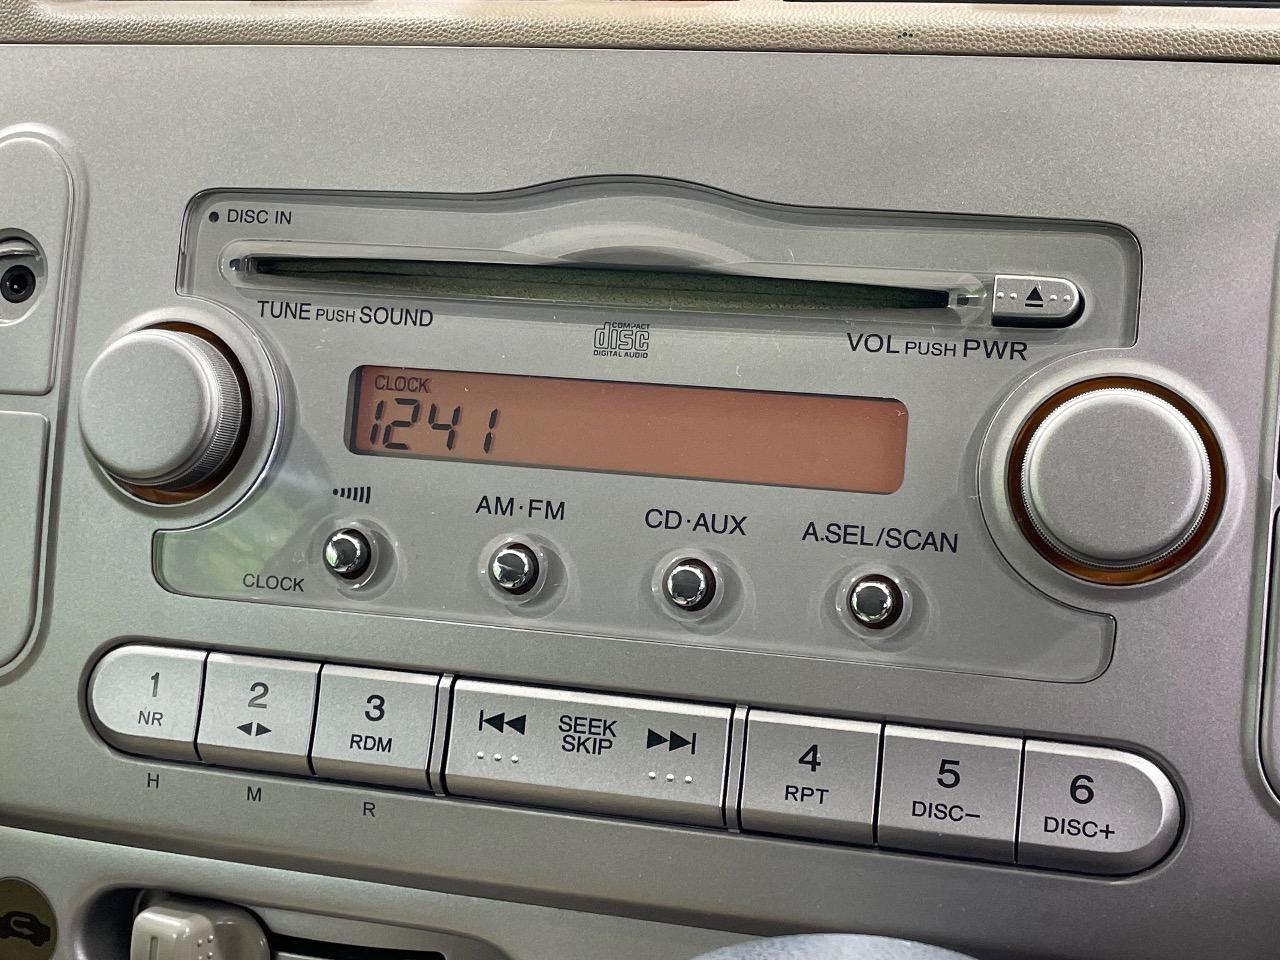 DISC IN
TUNE PUSH SOUND
COMPACT
disc
DIGITAL AUDIO
VOL PUSH PWR
CLOCK
1241
AM·FM
CD·AUX
A.SEL/SCAN
CLOCK
1
NR
2
3
RDM
SEEK
SKIP
4
RPT
5
DISC−
6
DISC+
H
M
R